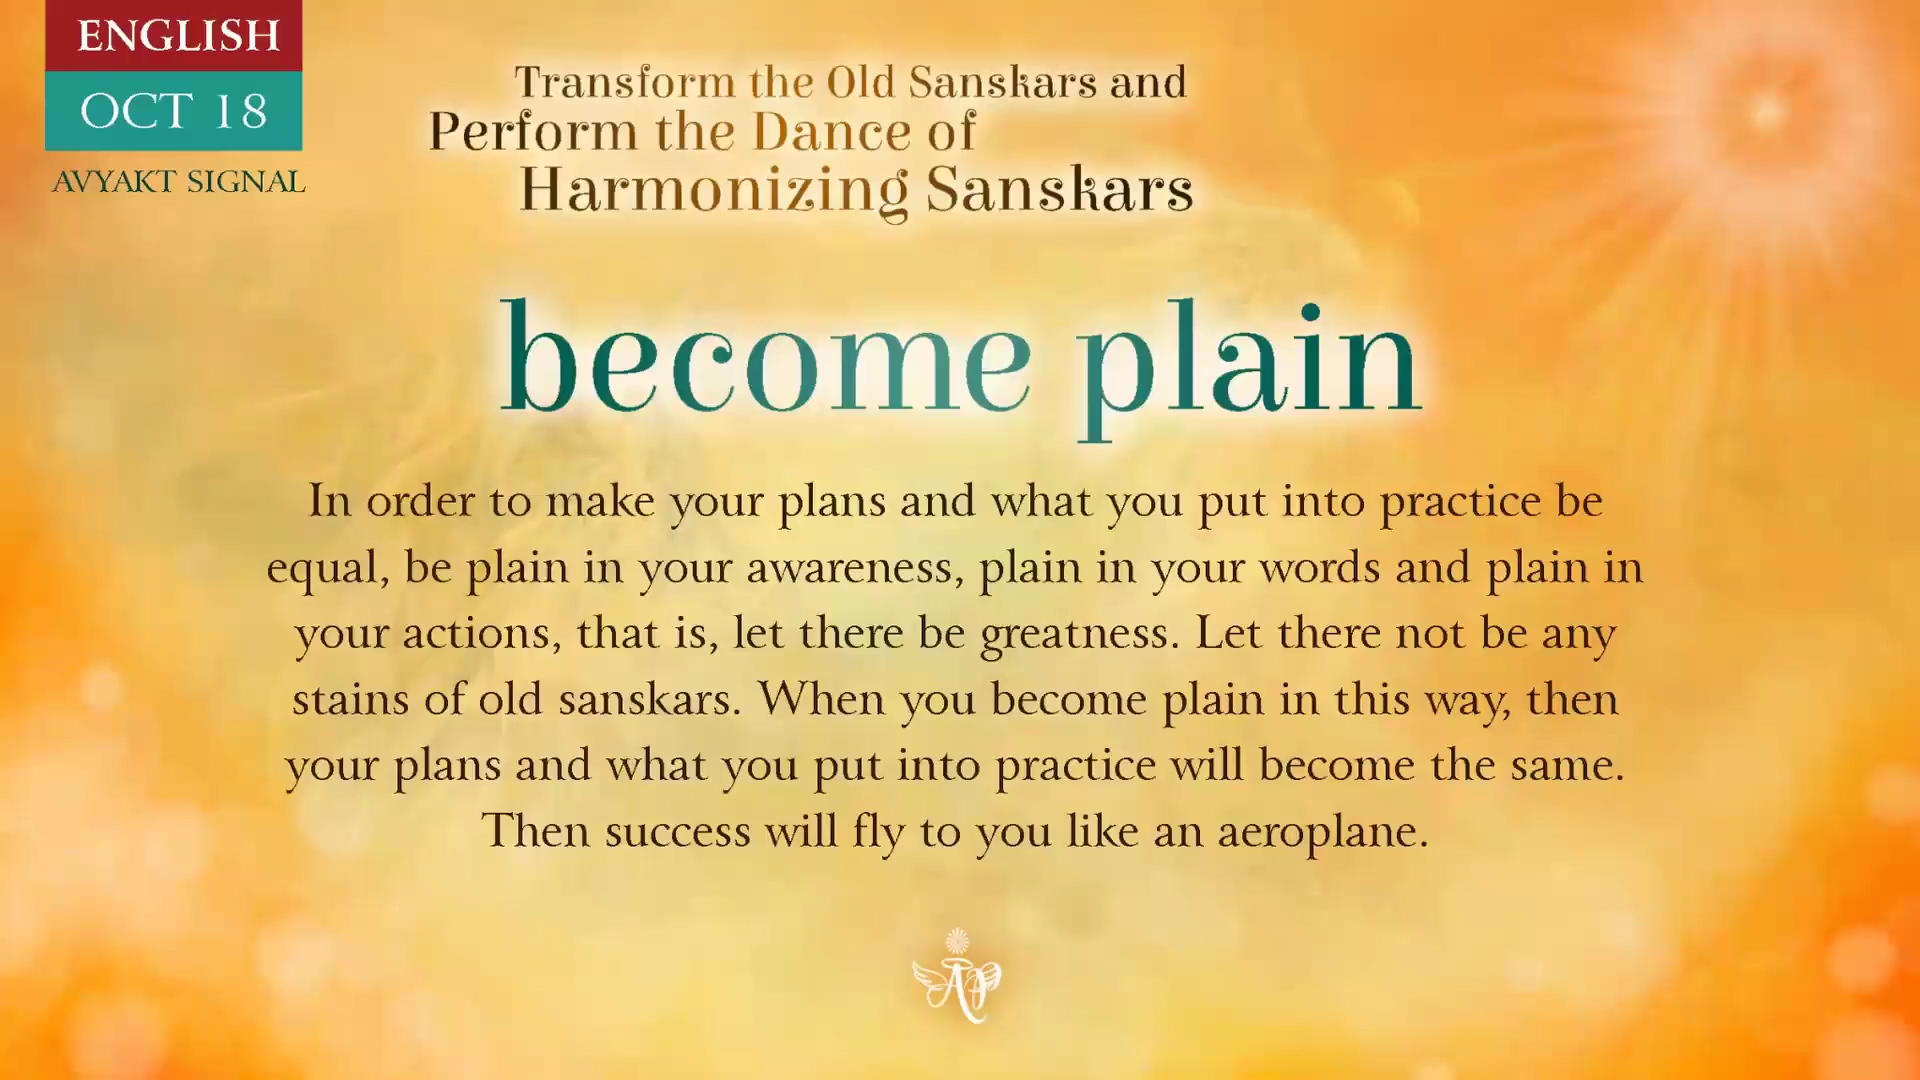 ENGLISH
OCT 18
AVYAKT SIGNAL
Transform the Old Sanskars and
Perform the Dance of
Harmonizing Sanskars
become plain
In order to make your plans and what you put into practice be
equal, be plain in your awareness, plain in your words and plain in
your actions, that is, let there be greatness. Let there not be any
stains of old sanskars. When you become plain in this way, then
your plans and what you put into practice will become the same.
Then success will fly to you like an aeroplane.
AP